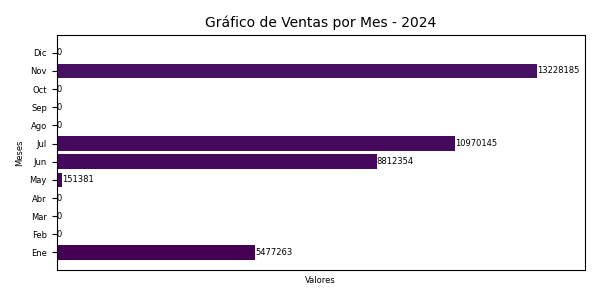 Gráfico de Ventas por Mes - 2024
Meses
Dic 0
Nov 13228185
Oct 0
Sep 0
Ago 0
Jul 10970145
Jun 8812354
May 151381
Abr 0
Mar 0
Feb 0
Ene 5477263
Valores